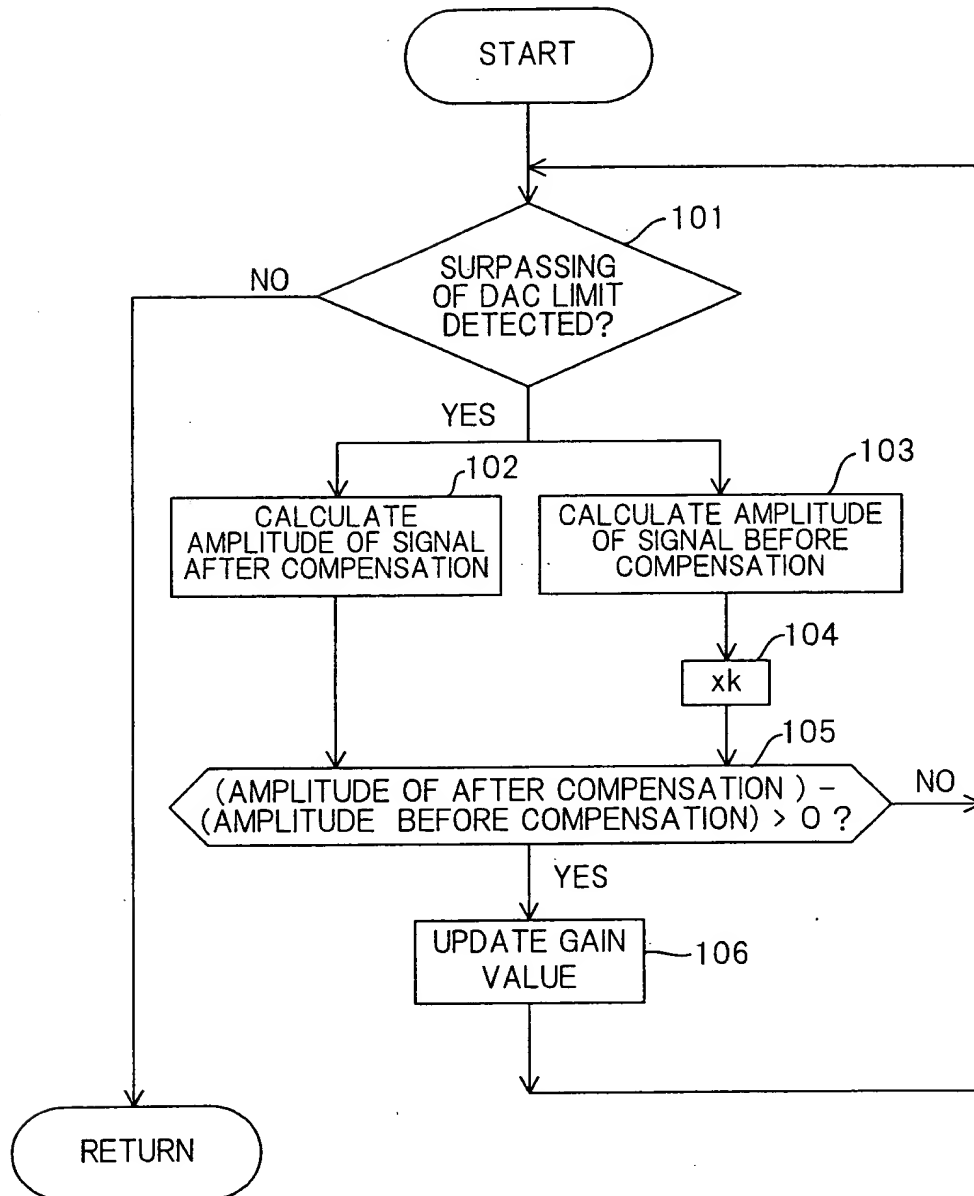 START
101
SURPASSING
OF DAC LIMIT
DETECTED?
NO
YES
102
CALCULATE
AMPLITUDE OF SIGNAL
AFTER COMPENSATION
103
CALCULATE AMPLITUDE
OF SIGNAL BEFORE
COMPENSATION
104
xk
105
(AMPLITUDE OF AFTER COMPENSATION ) –
(AMPLITUDE BEFORE COMPENSATION) > 0 ?
NO
YES
UPDATE GAIN
VALUE
106
RETURN